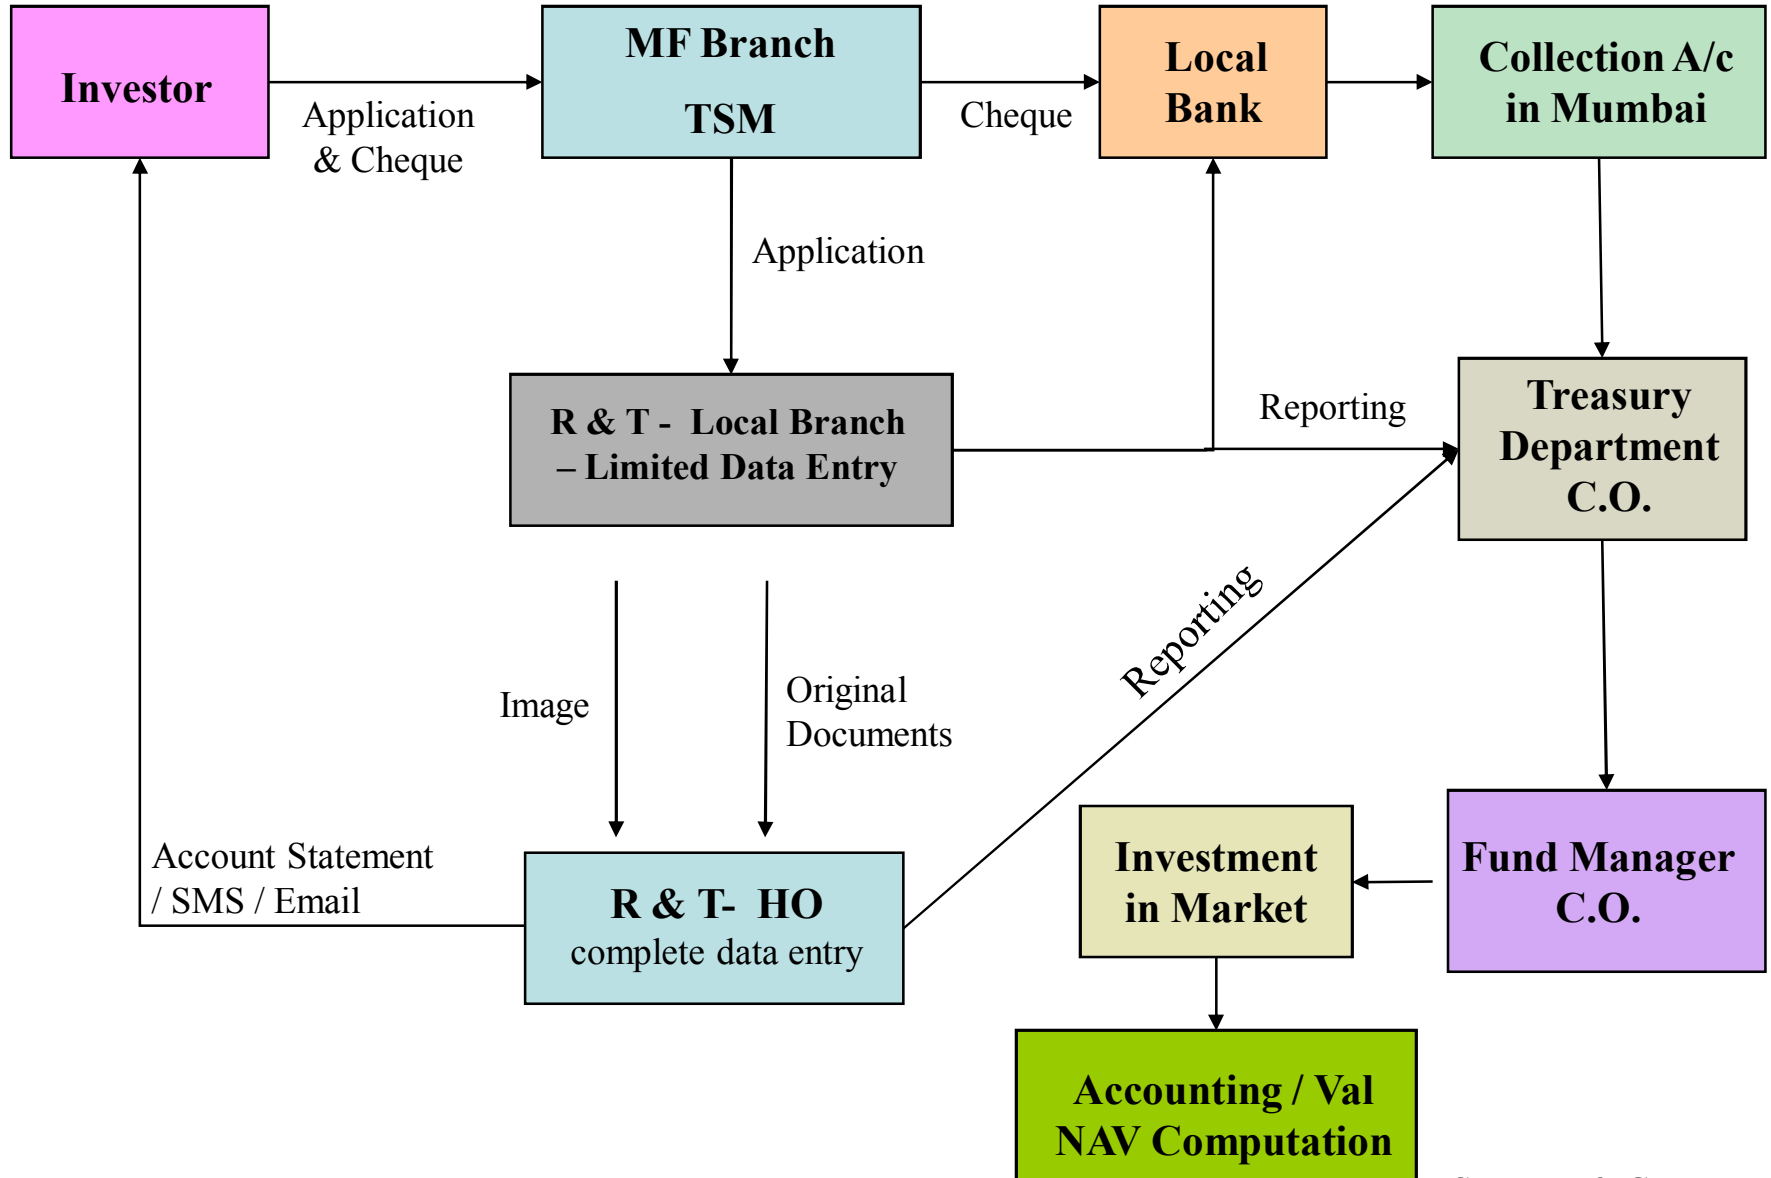 Investor
MF Branch
TSM
Local
Bank
Collection A/c
in Mumbai
Application
& Cheque
Cheque
Application
R & T - Local Branch
– Limited Data Entry
Reporting
Treasury
Department
C.O.
Reporting
Image
Original
Documents
Account Statement
/ SMS / Email
R & T- HO
complete data entry
Investment
in Market
Fund Manager
C.O.
Accounting / Val
NAV Computation